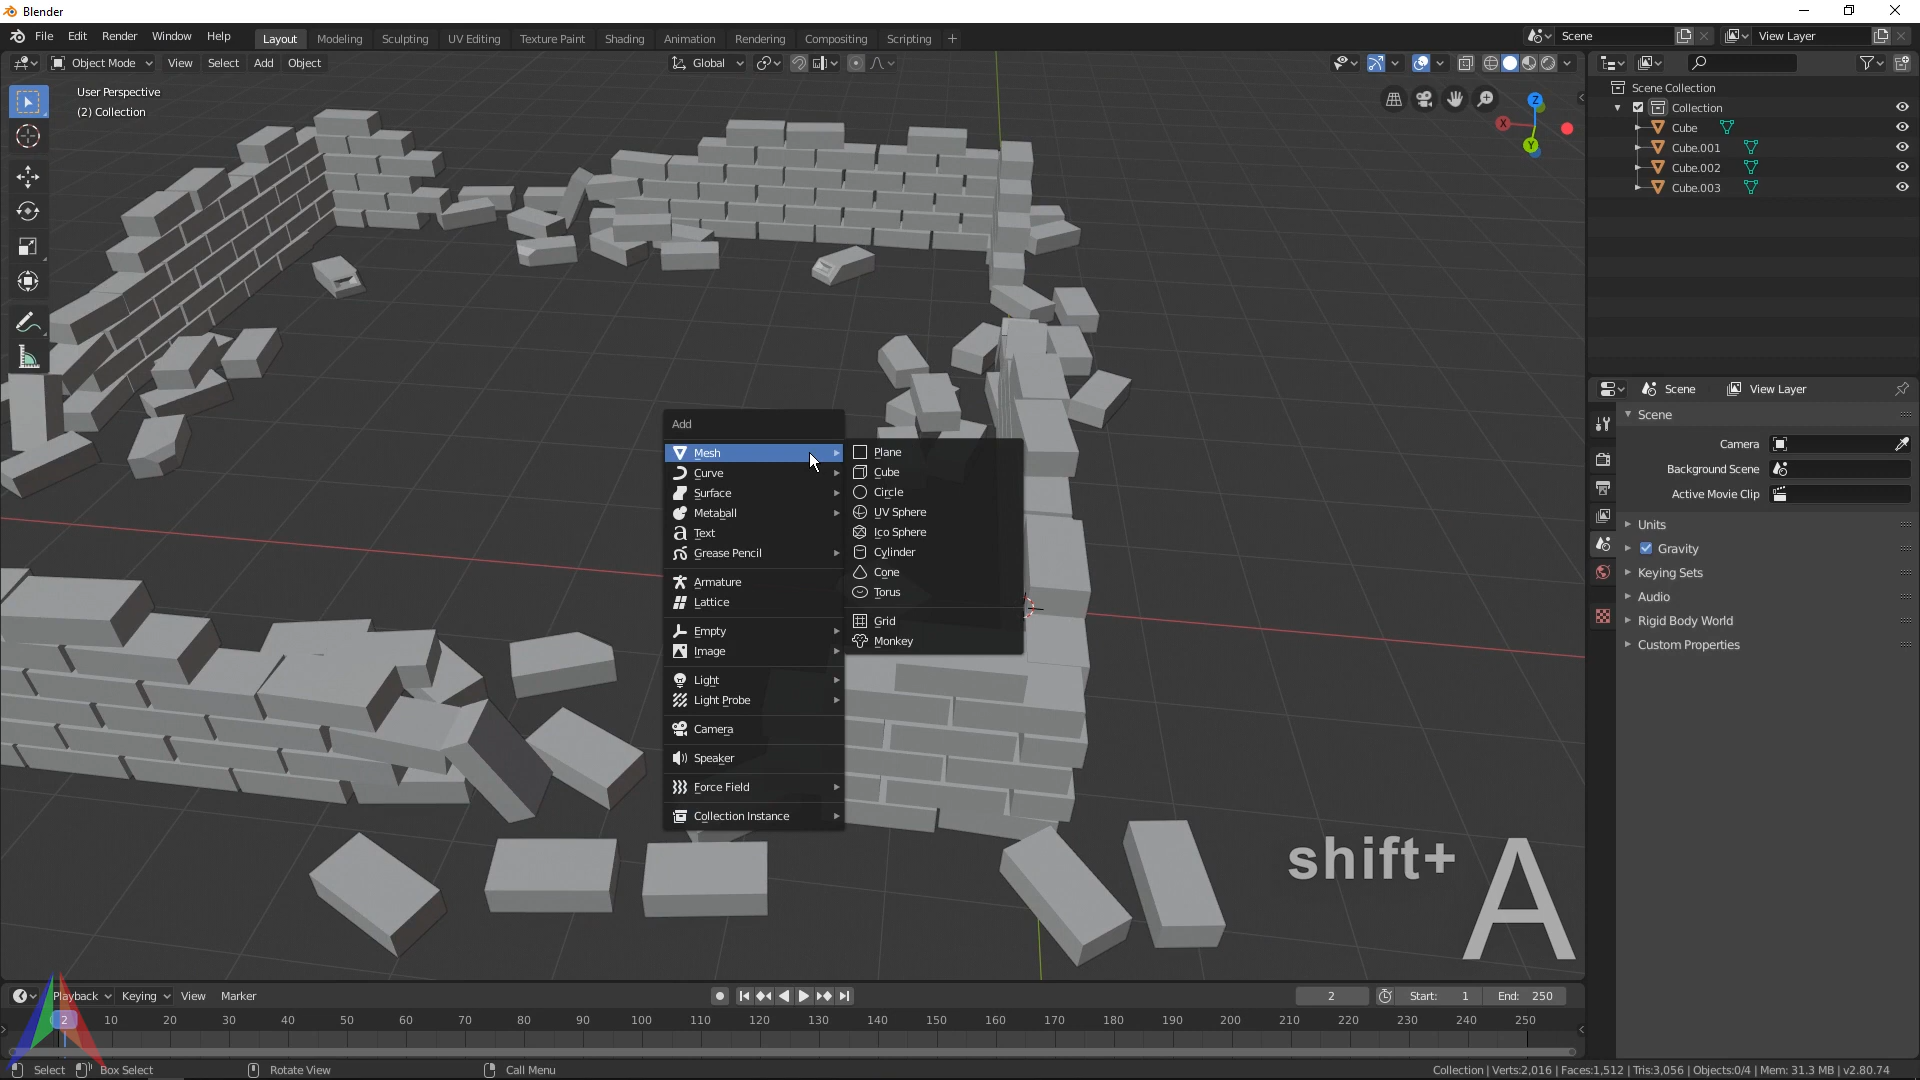 Blender
File Edit Render Window Help
Layout Modeling Sculpting UV Editing Texture Paint Shading Animation Rendering Compositing Scripting +
Scene
View Layer
Object Mode View Select Add Object
Global
User Perspective
(2) Collection
Z
X
Y
Scene Collection
Collection
Cube
Cube.001
Cube.002
Cube.003
Scene View Layer
Scene
Camera
Background Scene
Active Movie Clip
Units
Gravity
Keying Sets
Audio
Rigid Body World
Custom Properties
Add
Mesh
Curve
Surface
Metaball
Text
Grease Pencil
Armature
Lattice
Empty
Image
Light
Light Probe
Camera
Speaker
Force Field
Collection Instance
Plane
Cube
Circle
UV Sphere
Ico Sphere
Cylinder
Cone
Torus
Grid
Monkey
shift+ A
Playback Keying View Marker
2
Start: 1
End: 250
2 10 20 30 40 50 60 70 80 90 100 110 120 130 140 150 160 170 180 190 200 210 220 230 240 250
Select Box Select Rotate View Call Menu
Collection | Verts:2,016 | Faces:1,512 | Tris:3,056 | Objects:0/4 | Mem: 31.3 MB | v2.80.74